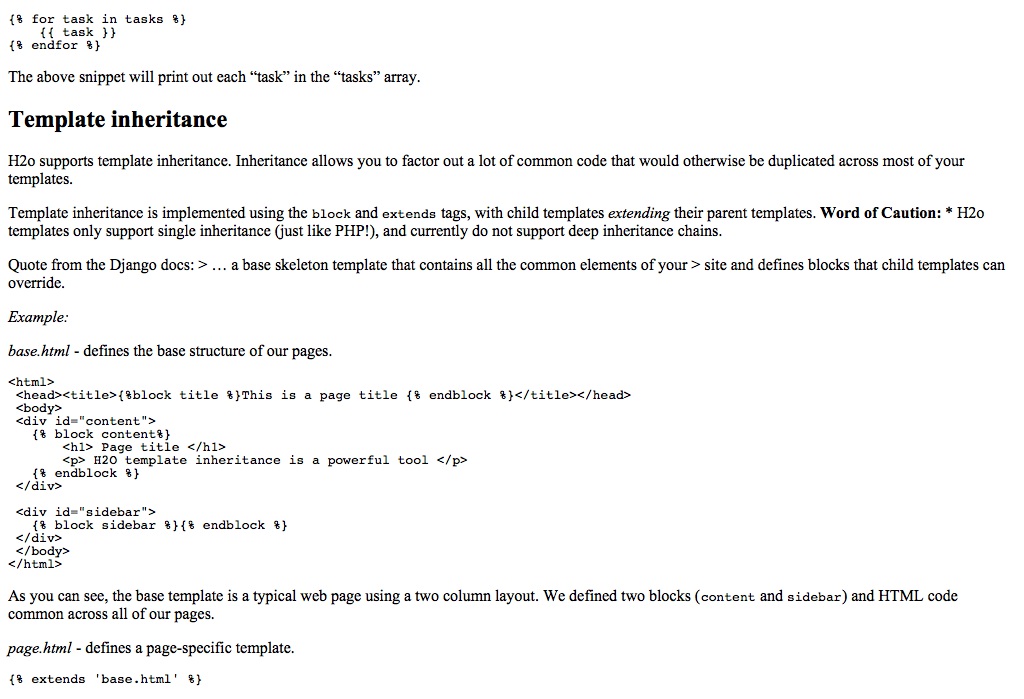 {% for task in tasks %}
{{ task }}
{% endfor %}
The above snippet will print out each “task” in the “tasks” array.
Template inheritance
H2o supports template inheritance. Inheritance allows you to factor out a lot of common code that would otherwise be duplicated across most of your
templates.
Template inheritance is implemented using the block and extends tags, with child templates extending their parent templates. Word of Caution: * H2o
templates only support single inheritance (just like PHP!), and currently do not support deep inheritance chains.
Quote from the Django docs: > … a base skeleton template that contains all the common elements of your > site and defines blocks that child templates can
override.
Example:
base.html - defines the base structure of our pages.
<html>
<head><title>{%block title %}This is a page title {% endblock %}</title></head>
<body>
<div id="content">
{% block content%}
<h1> Page title </h1>
<p> H2O template inheritance is a powerful tool </p>
{% endblock %}
</div>
<div id="sidebar">
{% block sidebar %}{% endblock %}
</div>
</body>
</html>
As you can see, the base template is a typical web page using a two column layout. We defined two blocks (content and sidebar) and HTML code
common across all of our pages.
page.html - defines a page-specific template.
{% extends 'base.html' %}